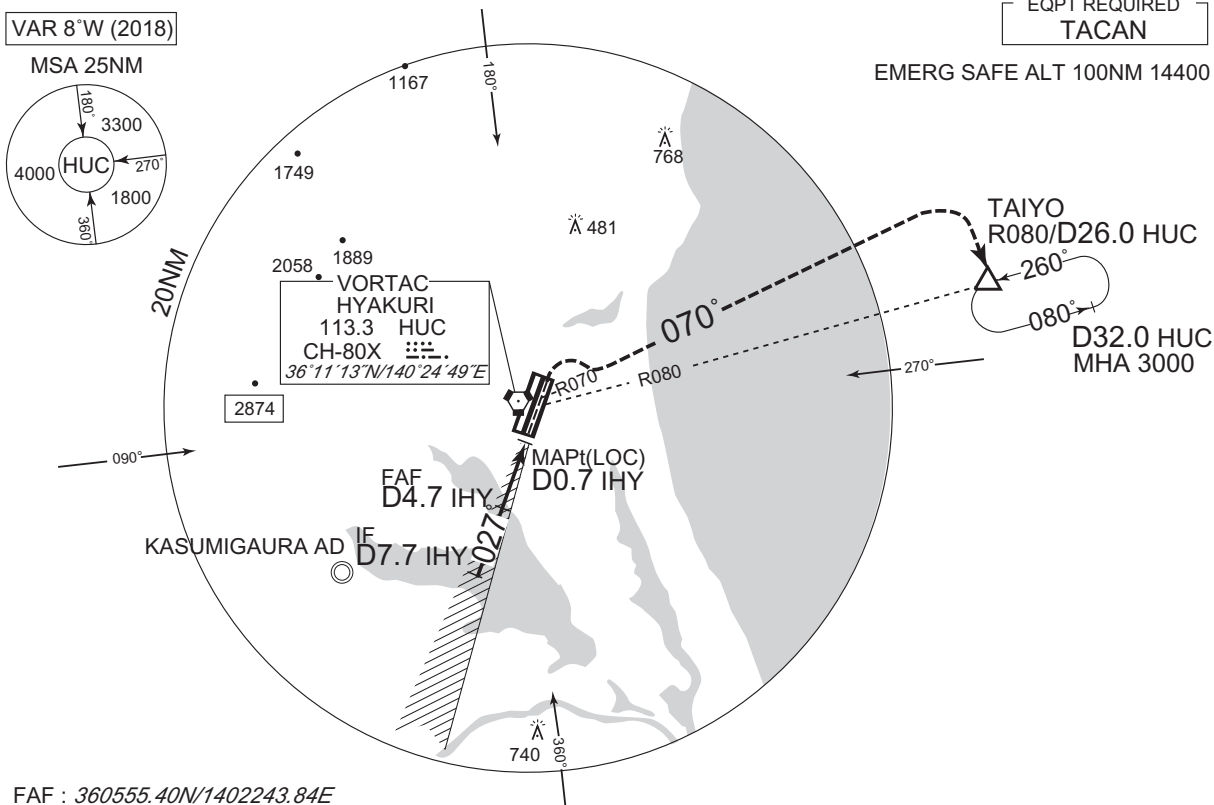 VAR 8°W (2018)
MSA 25NM
180°
3300
HUC
4000
270°
1800
360°
EQPT REQUIRED
TACAN
EMERG SAFE ALT 100NM 14400
180°
1167
768
1749
481
20NM
1889
2058
VORTAC
HYAKURI
113.3 HUC
CH-80X
36°11´13˝N/140°24´49˝E
TAIYO
R080/D26.0 HUC
260°
080°
D32.0 HUC
MHA 3000
070°
R070
R080
270°
2874
090°
MAPt(LOC)
D0.7 IHY
FAF
D4.7 IHY
027°
KASUMIGAURA AD
IF
D7.7 IHY
740
360°
FAF : 360555.40N/1402243.84E